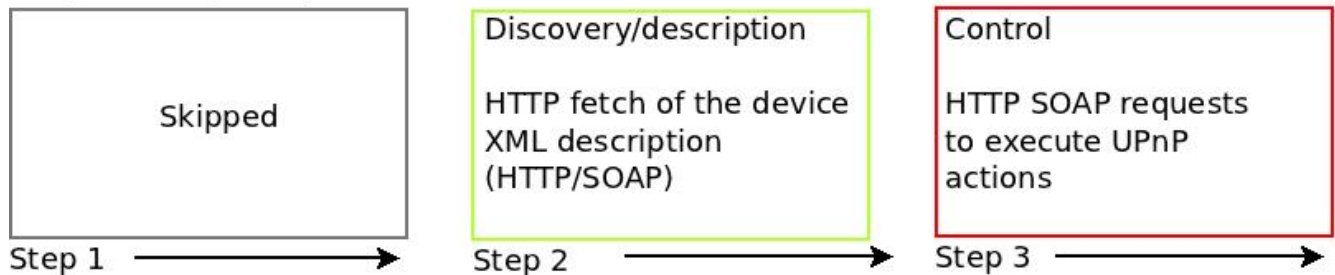 Skipped
Step 1
Discovery/description
HTTP fetch of the device
XML description
(HTTP/SOAP)
Step 2
Control
HTTP SOAP requests
to execute UPnP
actions
Step 3